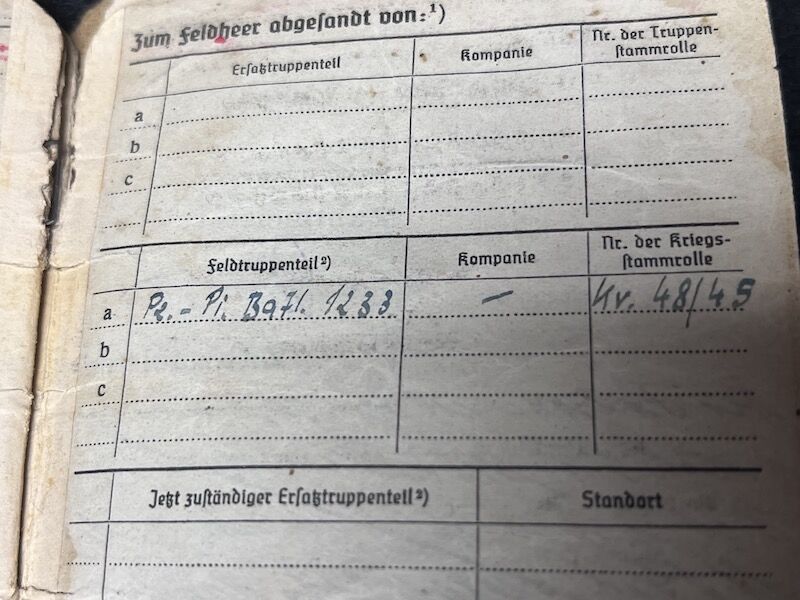 Zum Feldheer abgesandt von:¹)
Ersatztruppenteil Kompanie Nr. der Truppen-
stammrolle
a
b
c
Feldtruppenteil²) Kompanie Nr. der Kriegs-
stammrolle
a Pz.-Pi. Batl. 1233 — Kr. 48/45
b
c
Jetzt zuständiger Ersatztruppenteil²) Standort